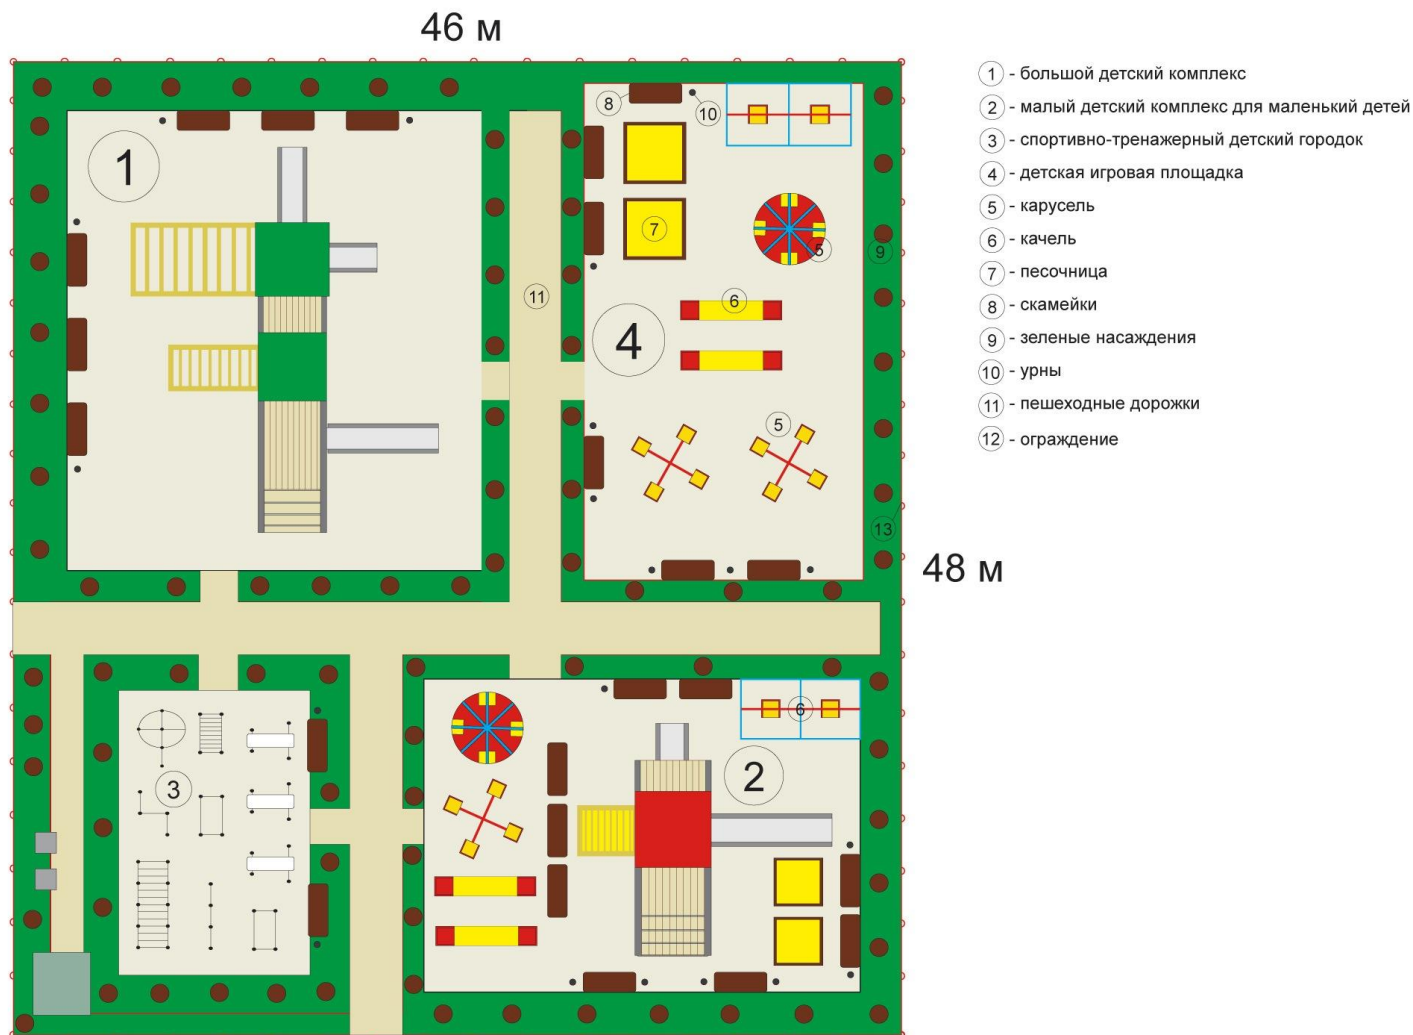 46 м
1 - большой детский комплекс
2 - малый детский комплекс для маленький детей
3 - спортивно-тренажерный детский городок
4 - детская игровая площадка
5 - карусель
6 - качель
7 - песочница
8 - скамейки
9 - зеленые насаждения
10 - урны
11 - пешеходные дорожки
12 - ограждение
8
10
1
7
5
9
11
6
4
5
13
48 м
6
2
3